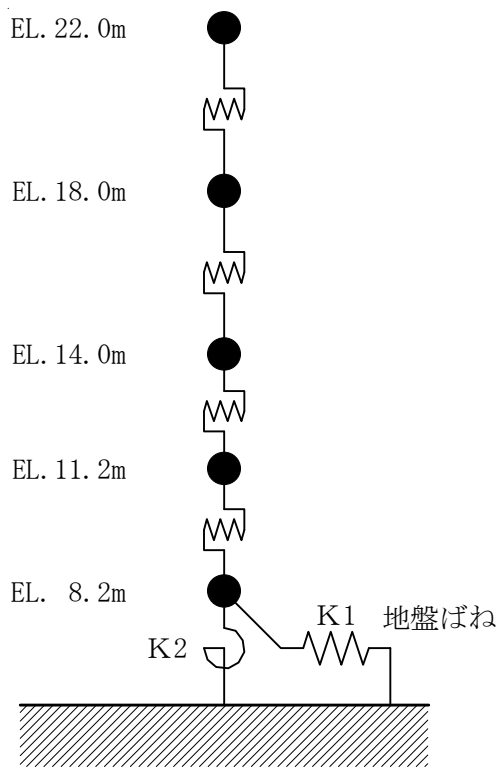 EL.22.0m
EL.18.0m
EL.14.0m
EL.11.2m
EL. 8.2m
K1 地盤ばね
K2